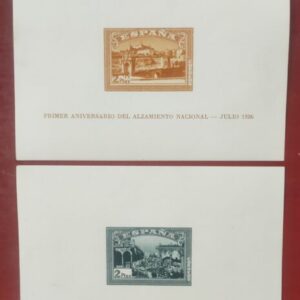 ESPAÑA
2 Ptas
PRIMER ANIVERSARIO DEL ALZAMIENTO NACIONAL — JULIO 1936
ESPAÑA
2 Ptas